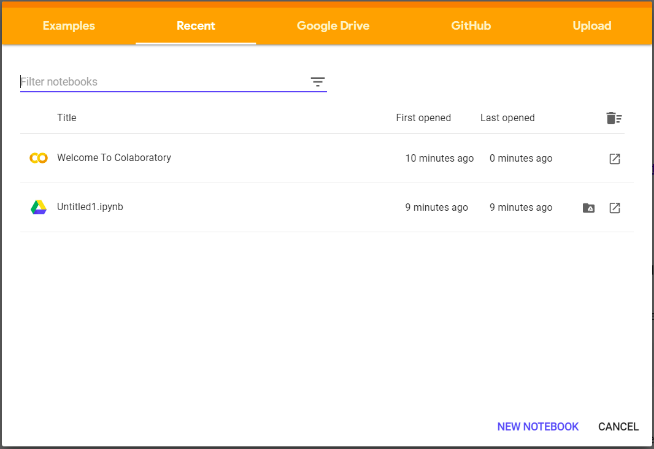 Examples Recent Google Drive GitHub Upload
Filter notebooks
Title First opened Last opened
Welcome To Colaboratory 10 minutes ago 0 minutes ago
Untitled1.ipynb 9 minutes ago 9 minutes ago
NEW NOTEBOOK CANCEL